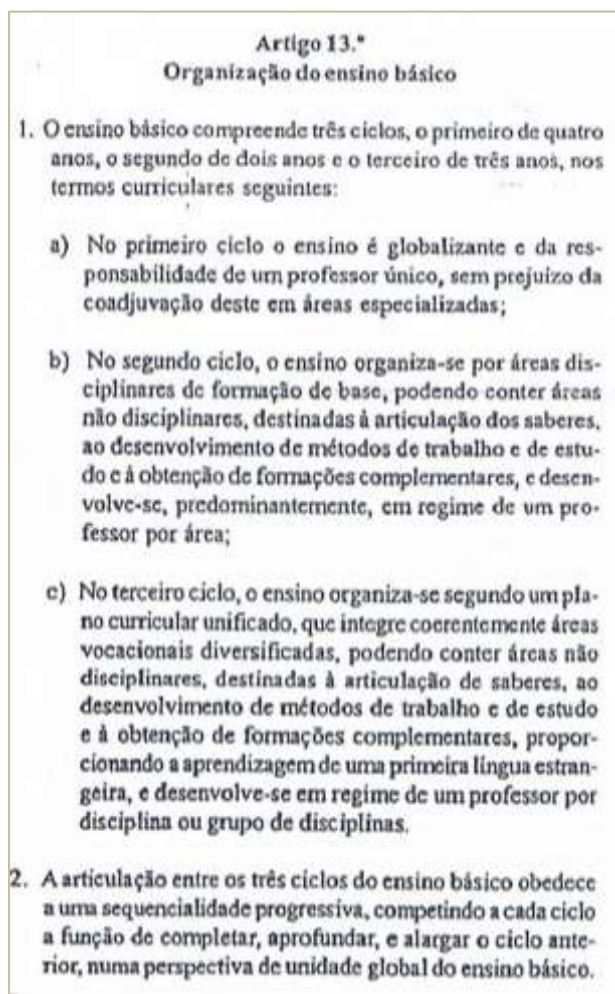 Artigo 13.°
Organização do ensino básico
1. O ensino básico compreende três ciclos, o primeiro de quatro
anos, o segundo de dois anos e o terceiro de três anos, nos
termos curriculares seguintes:
a) No primeiro ciclo o ensino é globalizante e da res-
ponsabilidade de um professor único, sem prejuizo da
coadjuvação deste em áreas especializadas;
b) No segundo ciclo, o ensino organiza-se por áreas dis-
ciplinares de formação de base, podendo conter áreas
não disciplinares, destinadas à articulação dos saberes,
ao desenvolvimento de métodos de trabalho e de estu-
do e à obtenção de formações complementares, e desen-
volve-se, predominantemente, em regime de um pro-
fessor por área;
c) No terceiro ciclo, o ensino organiza-se segundo um pla-
no curricular unificado, que integre coerentemente áreas
vocacionais diversificadas, podendo conter áreas não
disciplinares, destinadas à articulação de saberes, ao
desenvolvimento de métodos de trabalho e de estudo
e à obtenção de formações complementares, propor-
cionando a aprendizagem de uma primeira língua estran-
geira, e desenvolve-se em regime de um professor por
disciplina ou grupo de disciplinas.
2. A articulação entre os três ciclos do ensino básico obedece
a uma sequencialidade progressiva, competindo a cada ciclo
a função de completar, aprofundar, e alargar o ciclo ante-
rior, numa perspectiva de unidade global do ensino básico.